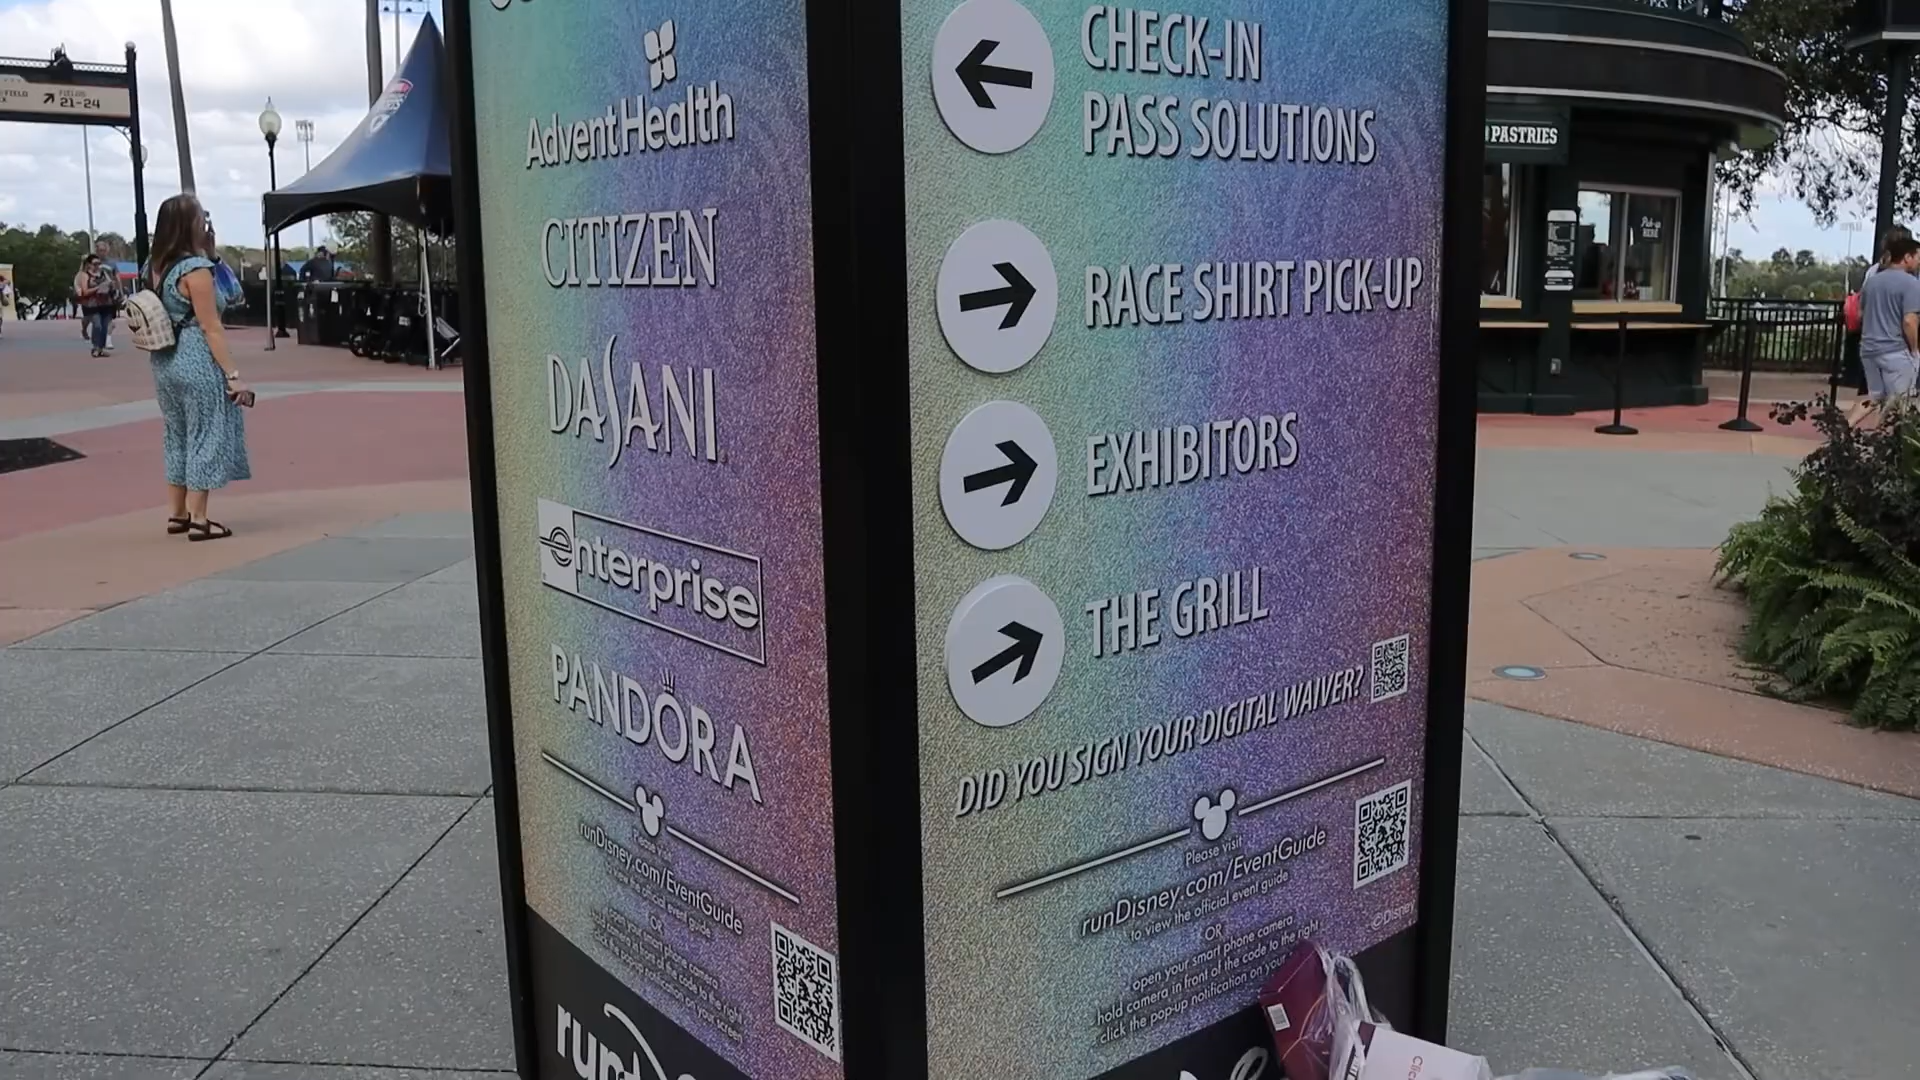 FIELDS
21-24
AdventHealth
CITIZEN
DASANI
enterprise
PANDORA
Please visit
runDisney.com/EventGuide
to view the official event guide
OR
open your smart phone camera
hold camera in front of the code to the right
click the pop-up notification on your screen
run
CHECK-IN
PASS SOLUTIONS
RACE SHIRT PICK-UP
EXHIBITORS
THE GRILL
DID YOU SIGN YOUR DIGITAL WAIVER?
Please visit
runDisney.com/EventGuide
to view the official event guide
OR
open your smart phone camera
hold camera in front of the code to the right
click the pop-up notification on your
©Disney
PASTRIES
Pick-up
HERE